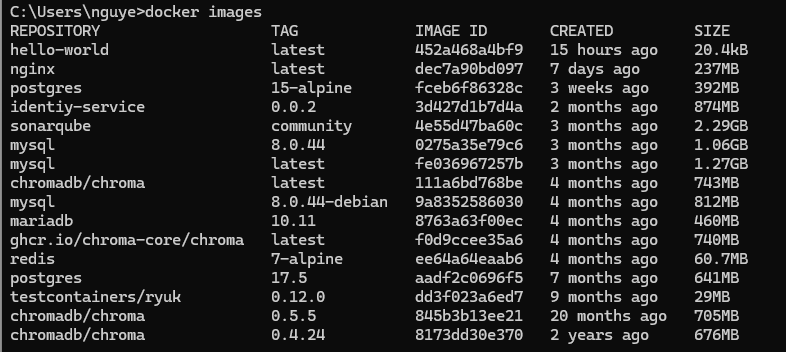 C:\Users\nguye>docker images
REPOSITORY TAG IMAGE ID CREATED SIZE
hello-world latest 452a468a4bf9 15 hours ago 20.4kB
nginx latest dec7a90bd097 7 days ago 237MB
postgres 15-alpine fceb6f86328c 3 weeks ago 392MB
identiy-service 0.0.2 3d427d1b7d4a 2 months ago 874MB
sonarqube community 4e55d47ba60c 3 months ago 2.29GB
mysql 8.0.44 0275a35e79c6 3 months ago 1.06GB
mysql latest fe036967257b 3 months ago 1.27GB
chromadb/chroma latest 111a6bd768be 4 months ago 743MB
mysql 8.0.44-debian 9a8352586030 4 months ago 812MB
mariadb 10.11 8763a63f00ec 4 months ago 460MB
ghcr.io/chroma-core/chroma latest f0d9ccee35a6 4 months ago 740MB
redis 7-alpine ee64a64eaab6 4 months ago 60.7MB
postgres 17.5 aadf2c0696f5 7 months ago 641MB
testcontainers/ryuk 0.12.0 dd3f023a6ed7 9 months ago 29MB
chromadb/chroma 0.5.5 845b3b13ee21 20 months ago 705MB
chromadb/chroma 0.4.24 8173dd30e370 2 years ago 676MB